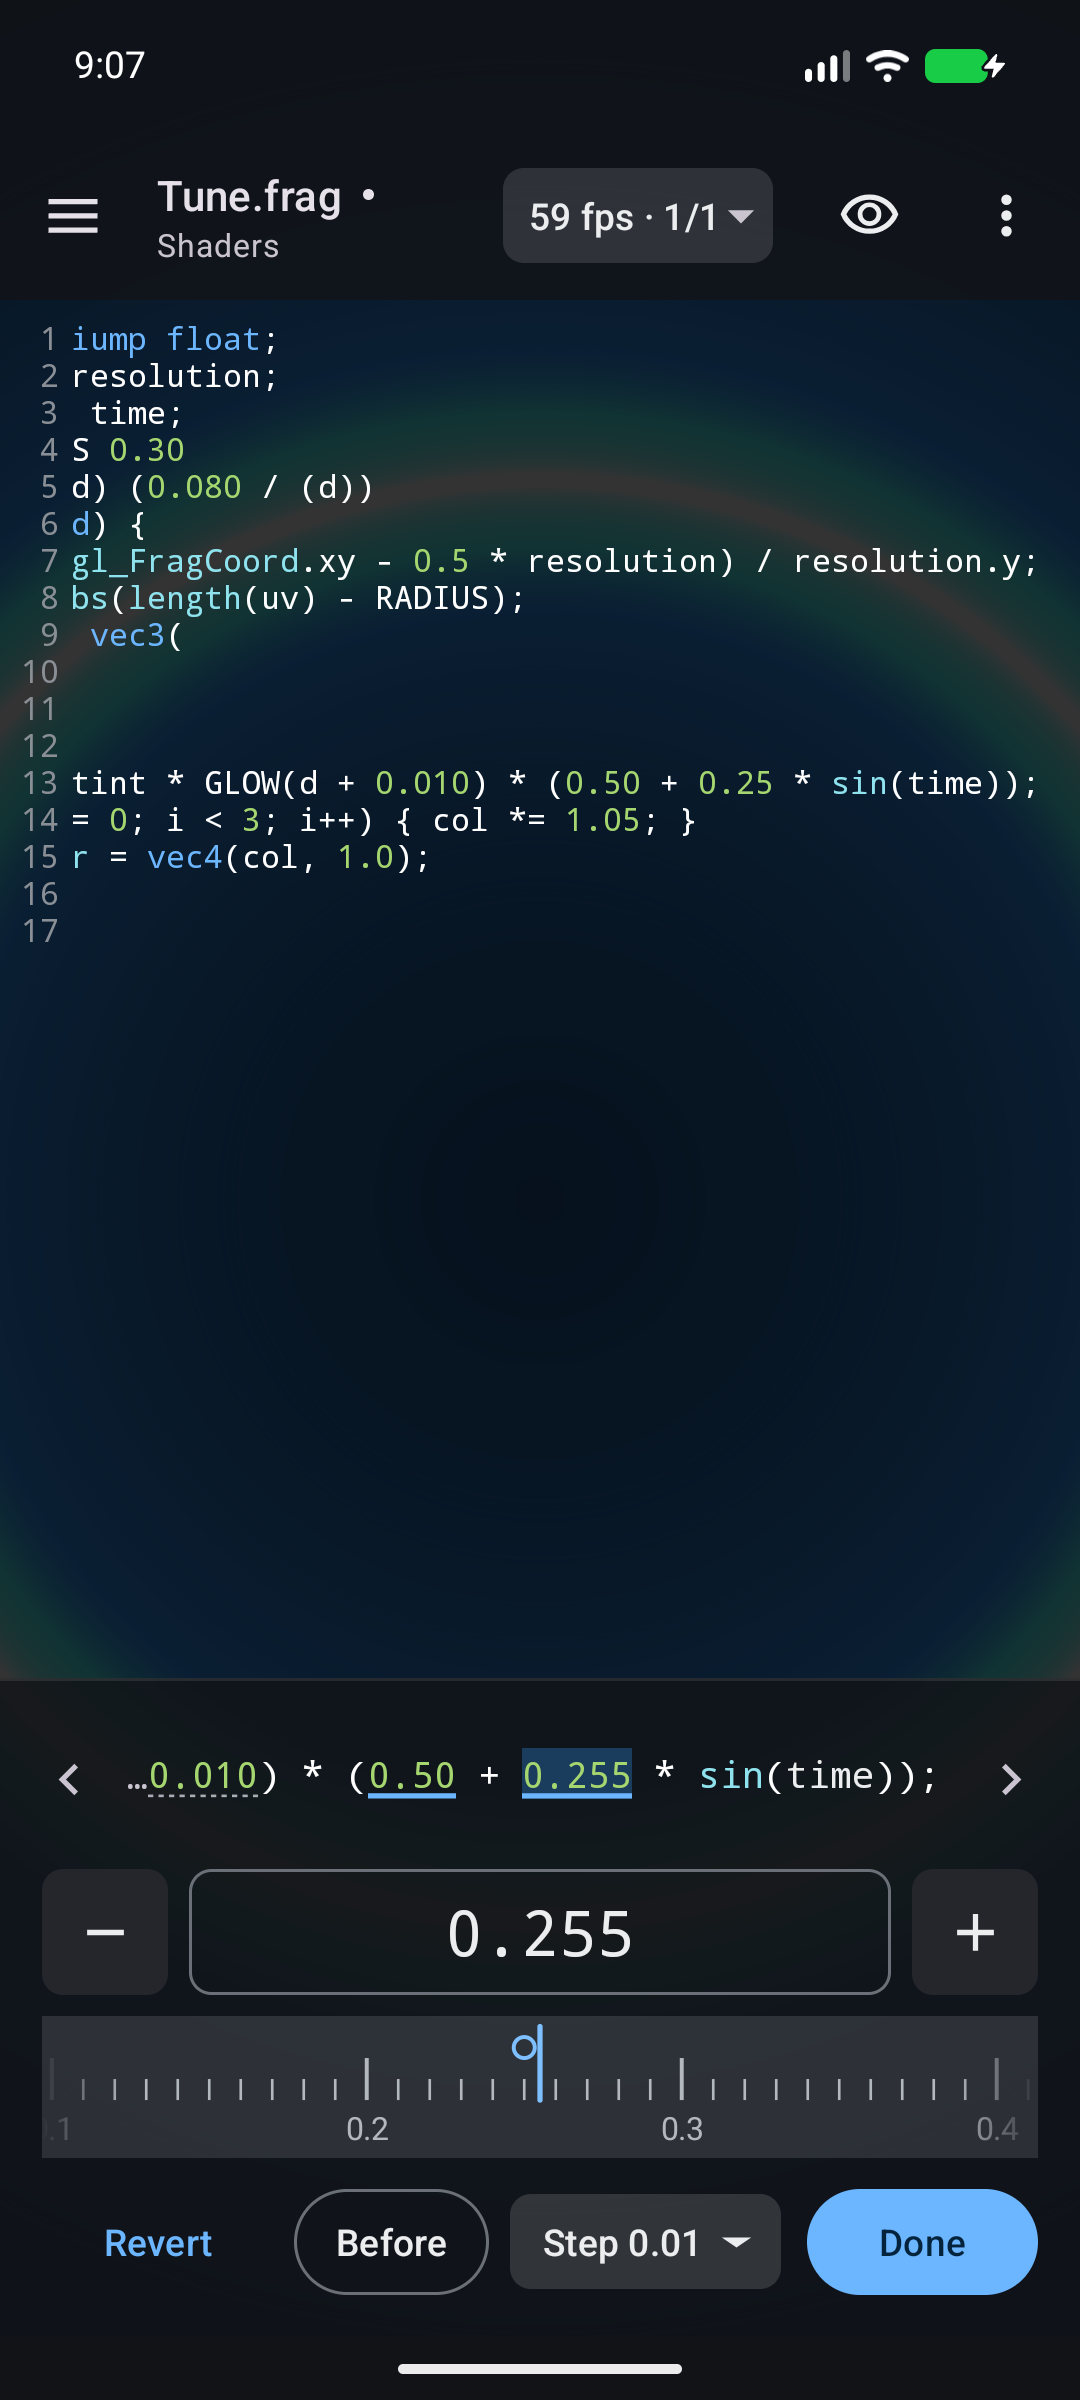 9:07
Tune.frag •
Shaders
59 fps · 1/1
1 iump float;
2 resolution;
3 time;
4 S 0.30
5 d) (0.080 / (d))
6 d) {
7 gl_FragCoord.xy - 0.5 * resolution) / resolution.y;
8 bs(length(uv) - RADIUS);
9 vec3(
10
11
12
13 tint * GLOW(d + 0.010) * (0.50 + 0.25 * sin(time));
14 = 0; i < 3; i++) { col *= 1.05; }
15 r = vec4(col, 1.0);
16
17
…0.010) * (0.50 + 0.255 * sin(time));
− 0.255 +
.1 0.2 0.3 0.4
Revert Before Step 0.01 Done